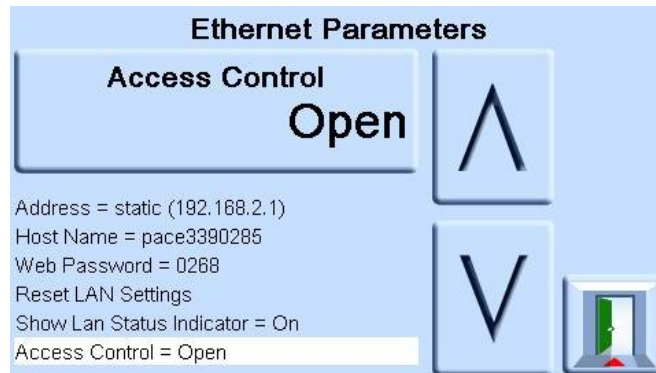 Ethernet Parameters
Access Control
Open
Address = static (192.168.2.1)
Host Name = pace3390285
Web Password = 0268
Reset LAN Settings
Show Lan Status Indicator = On
Access Control = Open